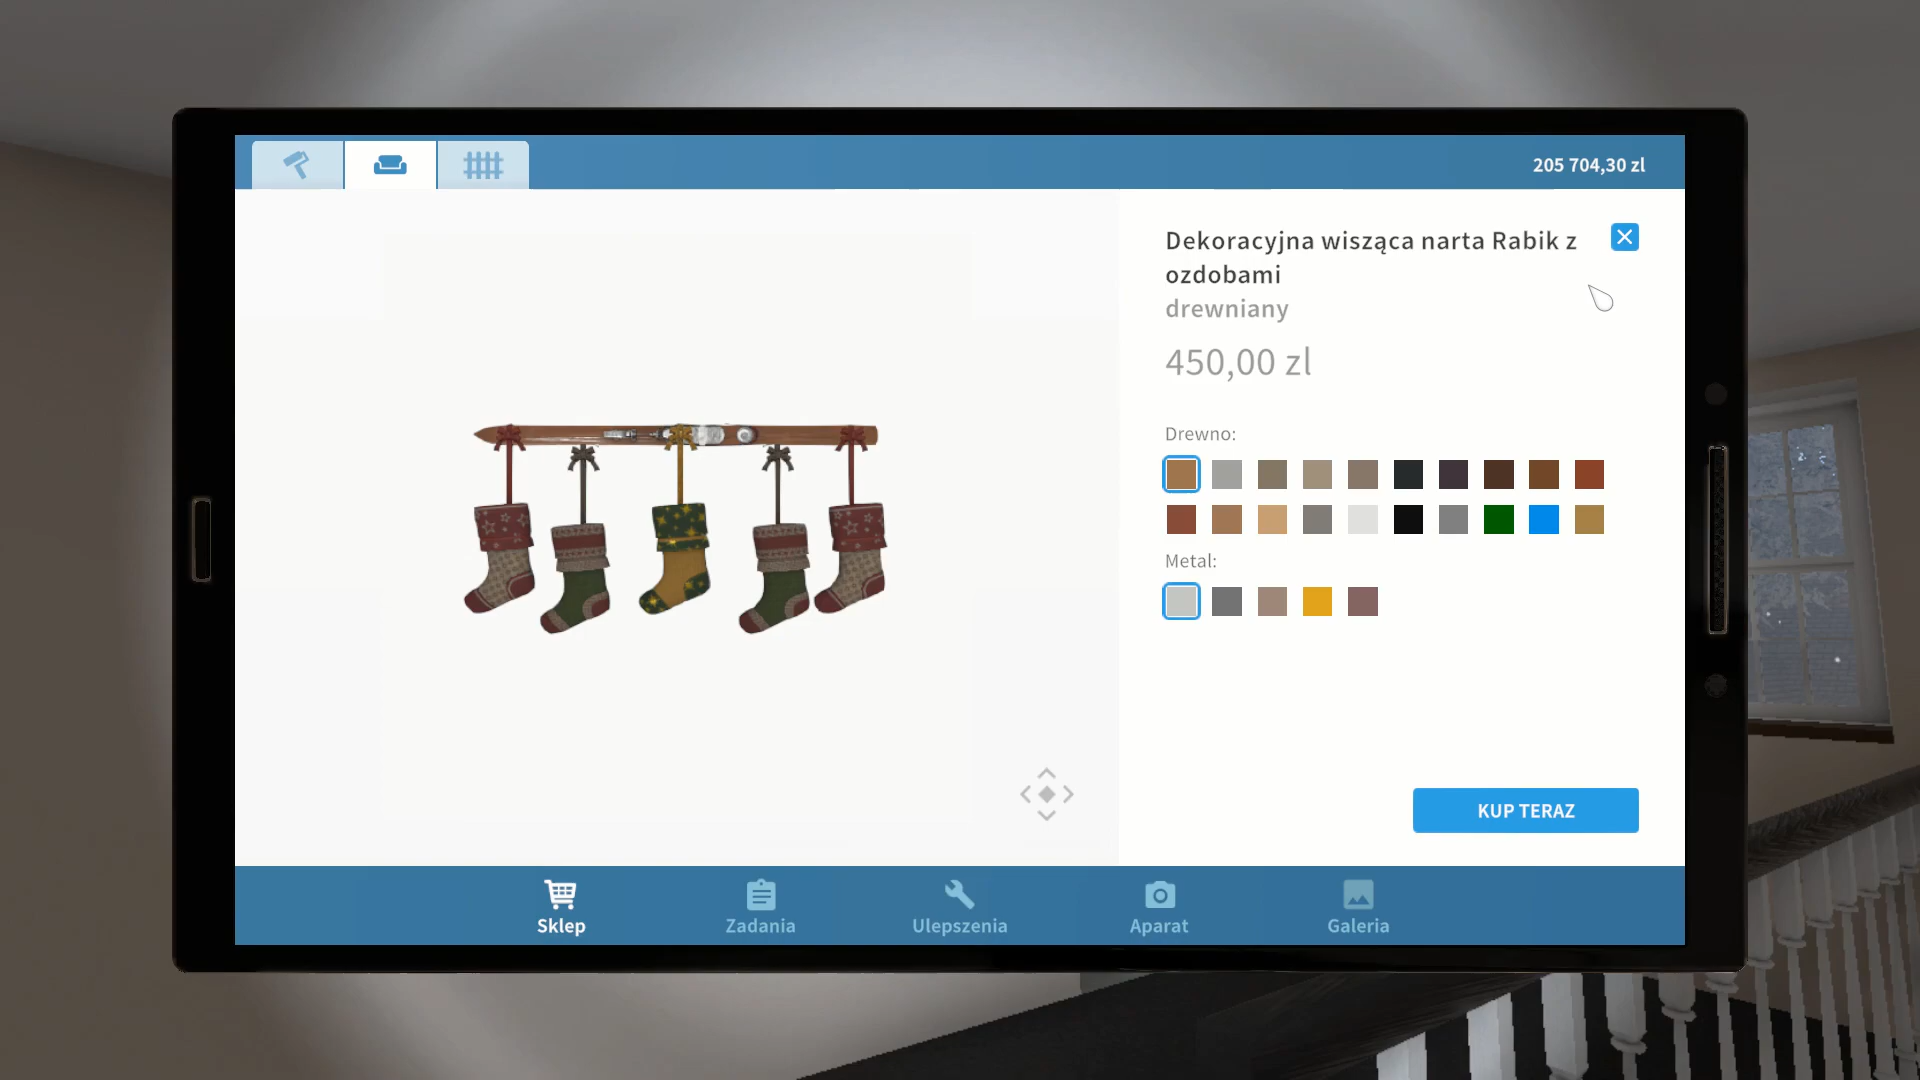 205 704,30 zl
Dekoracyjna wisząca narta Rabik z
ozdobami
drewniany
450,00 zl
Drewno:
Metal:
KUP TERAZ
Sklep
Zadania
Ulepszenia
Aparat
Galeria